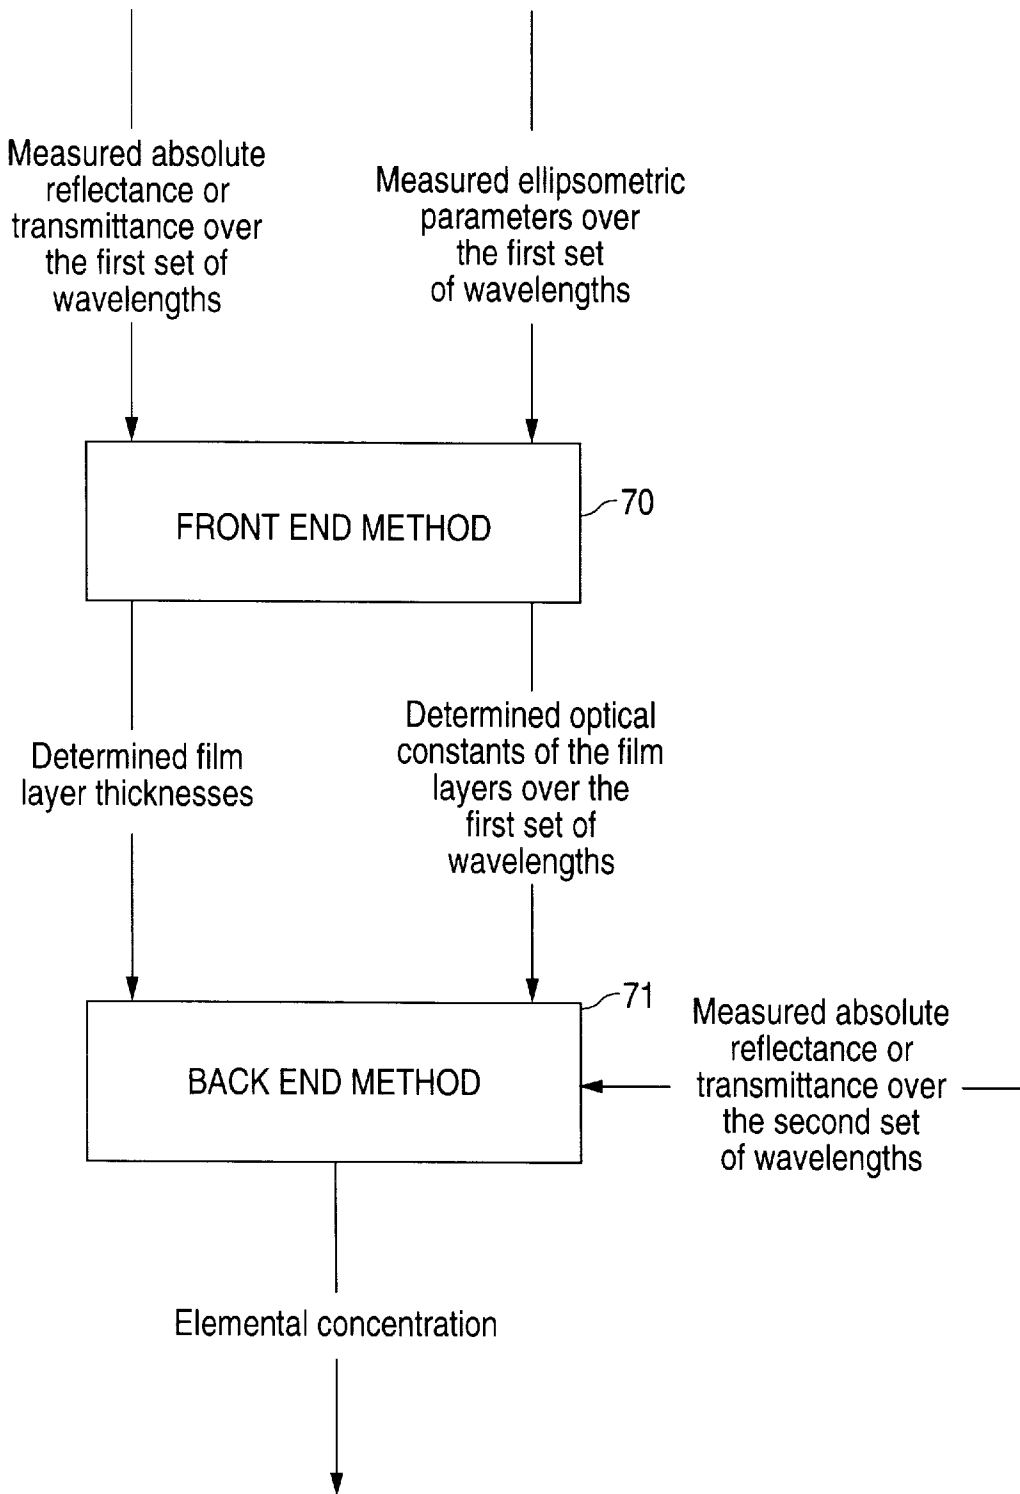 Measured absolute
reflectance or
transmittance over
the first set of
wavelengths
Measured ellipsometric
parameters over
the first set
of wavelengths
FRONT END METHOD
70
Determined film
layer thicknesses
Determined optical
constants of the film
layers over the
first set of
wavelengths
71
BACK END METHOD
Measured absolute
reflectance or
transmittance over
the second set
of wavelengths
Elemental concentration